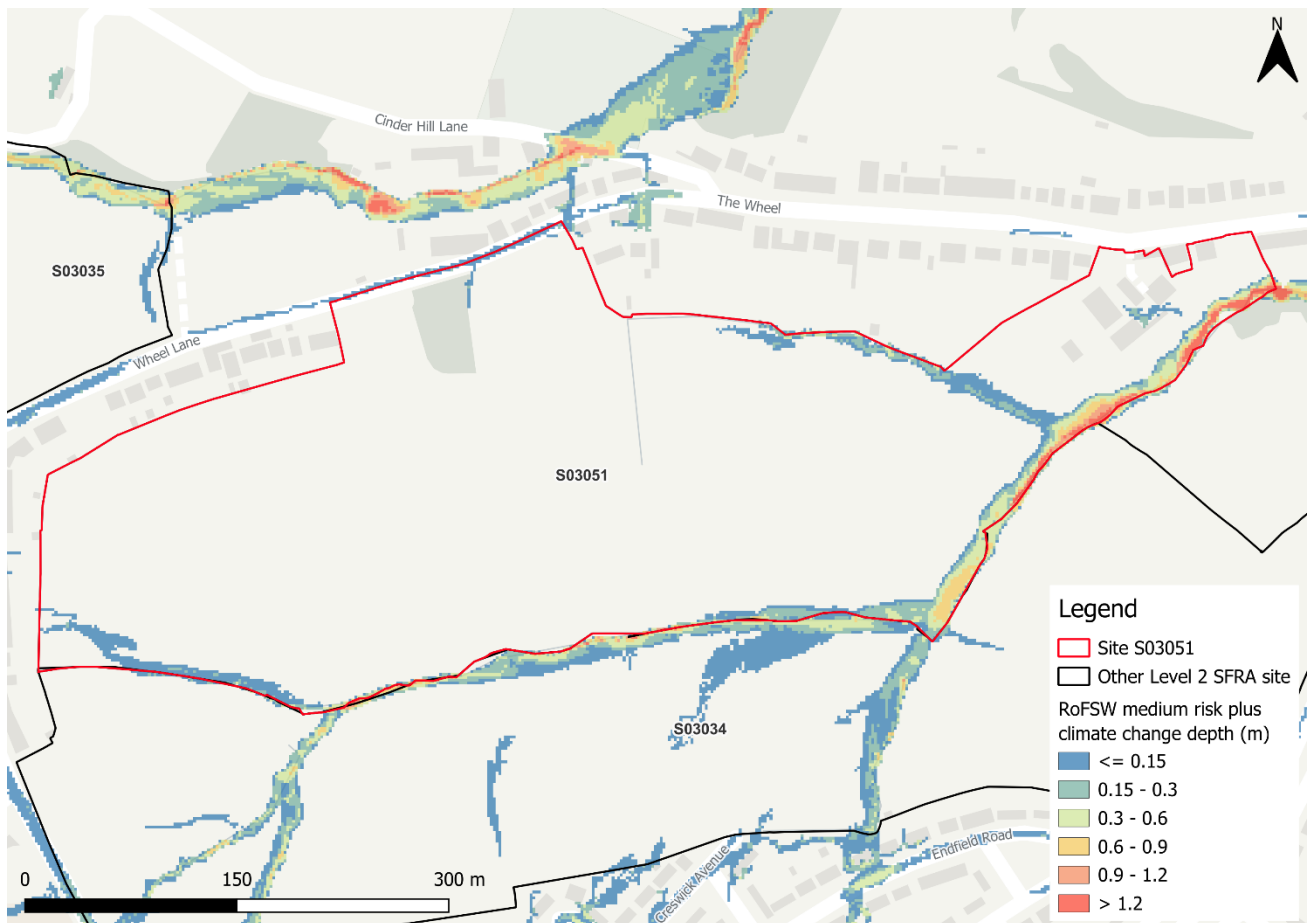 N
Cinder Hill Lane
The Wheel
S03035
Wheel Lane
S03051
S03034
Creswick Avenue
Endfield Road
0 150 300 m
Legend
Site S03051
Other Level 2 SFRA site
RoFSW medium risk plus
climate change depth (m)
<= 0.15
0.15 - 0.3
0.3 - 0.6
0.6 - 0.9
0.9 - 1.2
> 1.2